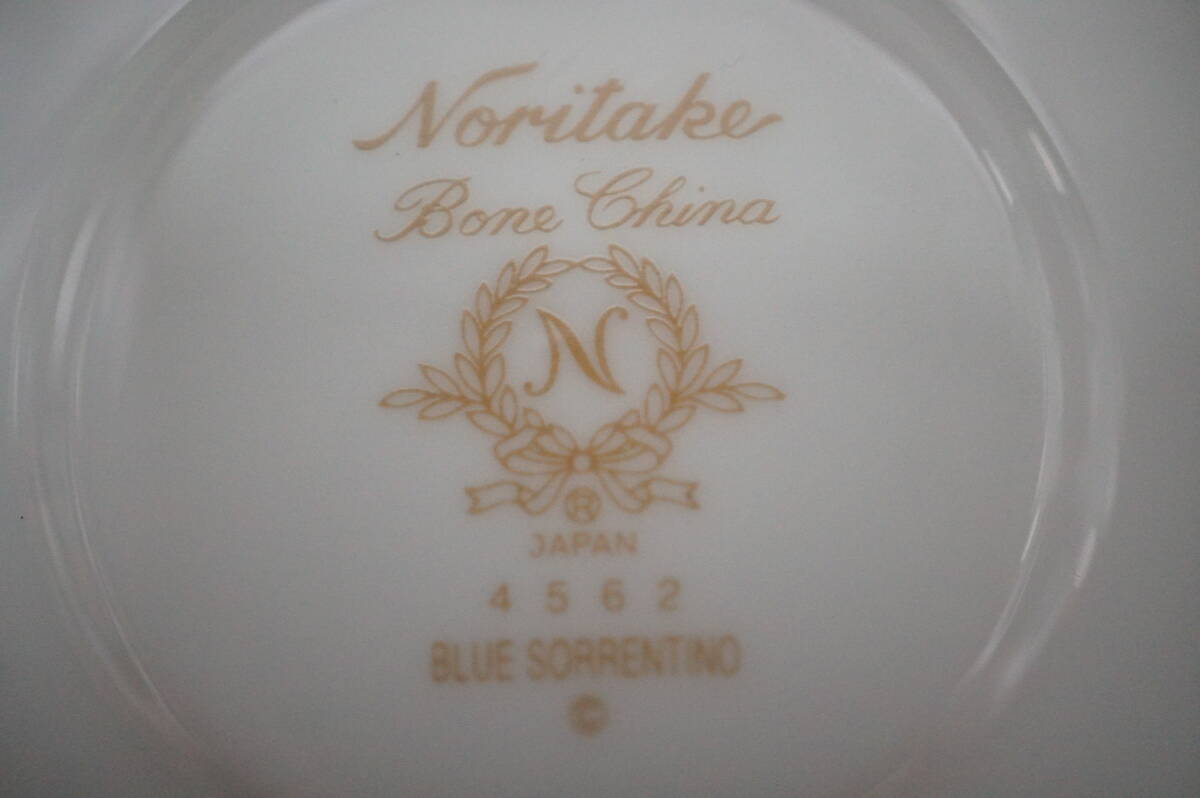 Noritake
Bone China
N
®
JAPAN
4562
BLUE SORRENTINO
©